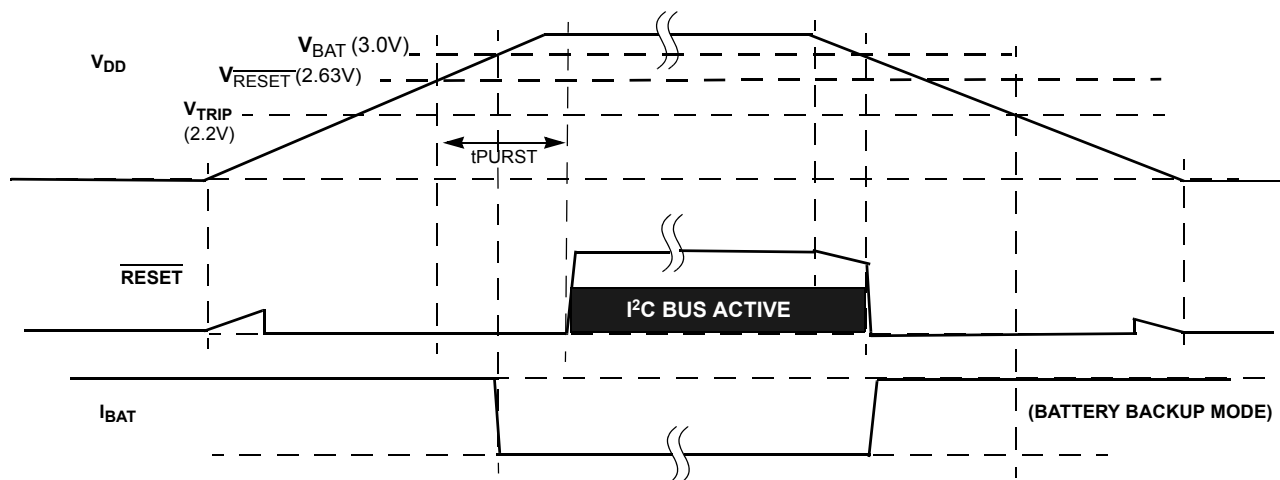 V_BAT (3.0V)
V_DD
V_RESET (2.63V)
V_TRIP
(2.2V)
tPURST
RESET
I²C BUS ACTIVE
I_BAT
(BATTERY BACKUP MODE)